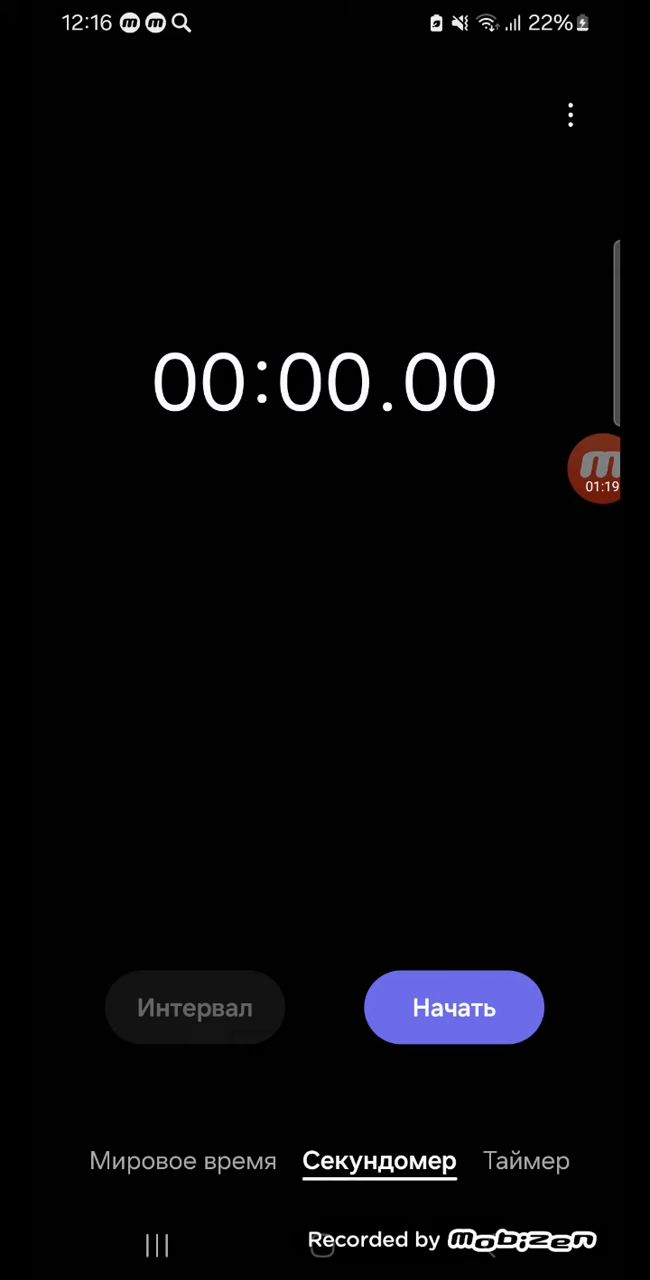 12:16 m m 22%
00:00.00
m
01:19
Интервал Начать
Мировое время Секундомер Таймер
Recorded by mobizen